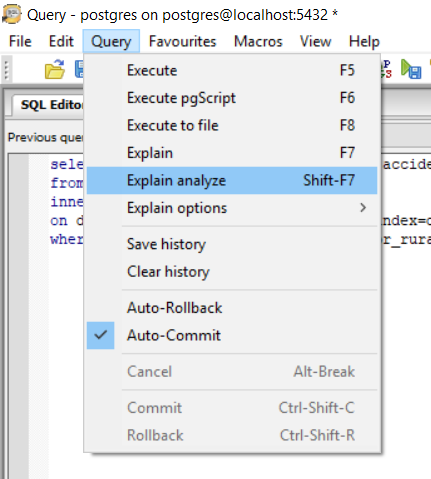 Query - postgres on postgres@localhost:5432 *
File Edit Query Favourites Macros View Help
Execute F5
Execute pgScript F6
Execute to file F8
Explain F7
Explain analyze Shift-F7
Explain options
Save history
Clear history
Auto-Rollback
Auto-Commit
Cancel Alt-Break
Commit Ctrl-Shift-C
Rollback Ctrl-Shift-R
SQL Edito
Previous que
sele accide
from
inne
on d ndex=
whe r_rura